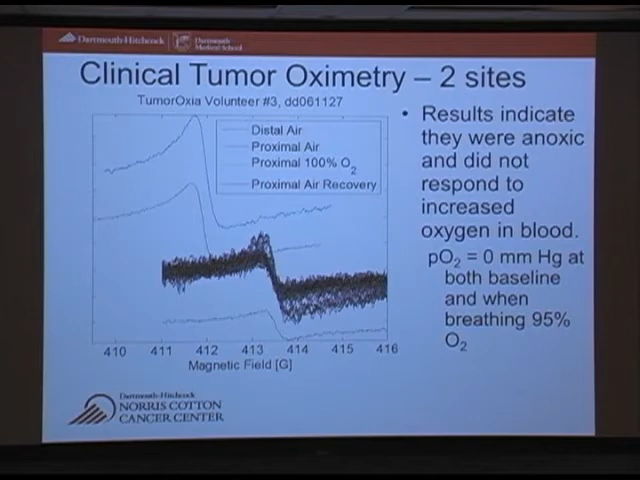 Dartmouth-Hitchcock
Dartmouth
Medical School
Clinical Tumor Oximetry – 2 sites
TumorOxia Volunteer #3, dd061127
Distal Air
Proximal Air
Proximal 100% O2
Proximal Air Recovery
410 411 412 413 414 415 416
Magnetic Field [G]
• Results indicate
they were anoxic
and did not
respond to
increased
oxygen in blood.
pO2 = 0 mm Hg at
both baseline
and when
breathing 95%
O2
Dartmouth-Hitchcock
NORRIS COTTON
CANCER CENTER